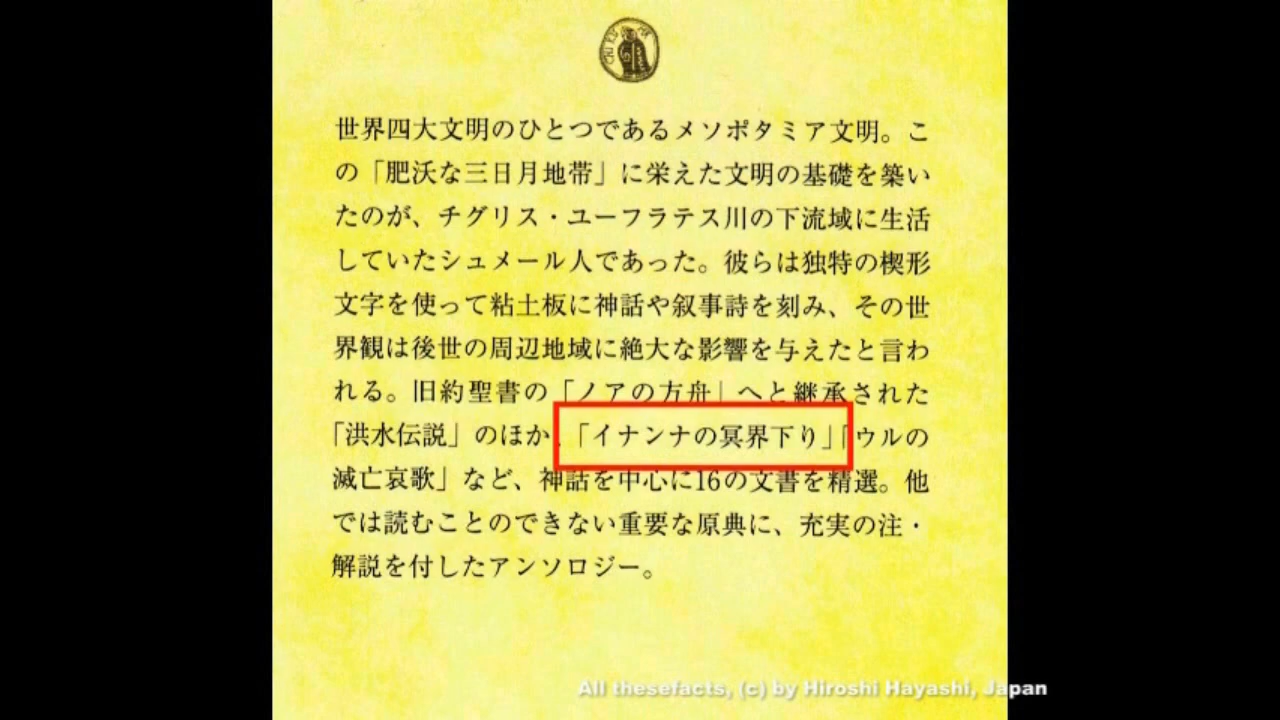 世界四大文明のひとつであるメソポタミア文明。こ
の「肥沃な三日月地帯」に栄えた文明の基礎を築い
たのが、チグリス・ユーフラテス川の下流域に生活
していたシュメール人であった。彼らは独特の楔形
文字を使って粘土板に神話や叙事詩を刻み、その世
界観は後世の周辺地域に絶大な影響を与えたと言わ
れる。旧約聖書の「ノアの方舟」へと継承された
「洪水伝説」のほか、「イナンナの冥界下り」「ウルの
滅亡哀歌」など、神話を中心に16の文書を精選。他
では読むことのできない重要な原典に、充実の注・
解説を付したアンソロジー。
All thesefacts, (c) by Hiroshi Hayashi, Japan